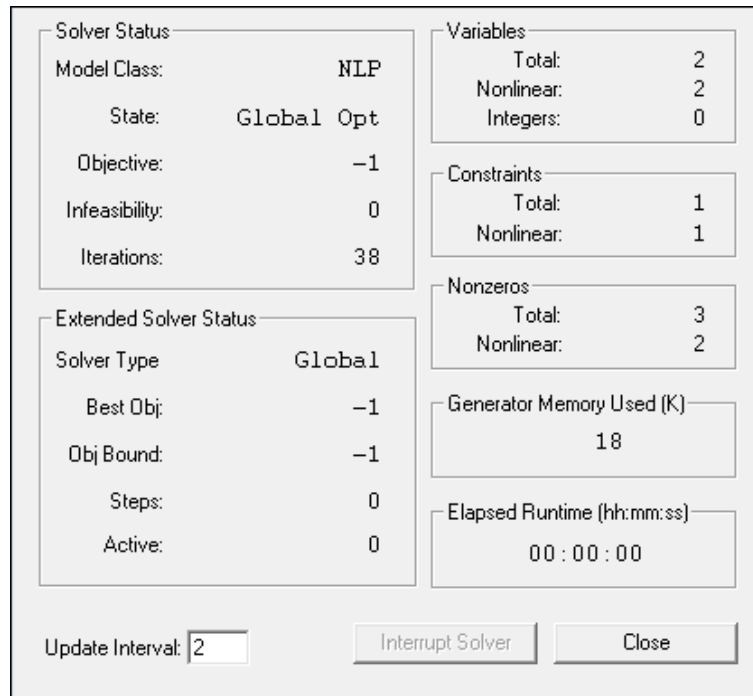 Solver Status
Model Class: NLP
State: Global Opt
Objective: -1
Infeasibility: 0
Iterations: 38
Extended Solver Status
Solver Type Global
Best Obj: -1
Obj Bound: -1
Steps: 0
Active: 0
Variables
Total: 2
Nonlinear: 2
Integers: 0
Constraints
Total: 1
Nonlinear: 1
Nonzeros
Total: 3
Nonlinear: 2
Generator Memory Used (K)
18
Elapsed Runtime (hh:mm:ss)
00:00:00
Update Interval: 2
Interrupt Solver
Close